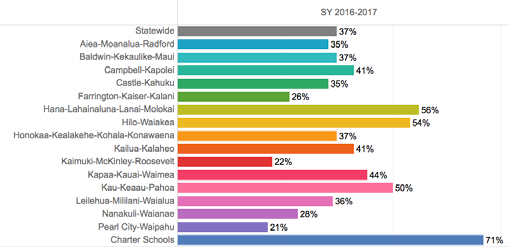 SY 2016-2017
Statewide 37%
Aiea-Moanalua-Radford 35%
Baldwin-Kekaulike-Maui 37%
Campbell-Kapolei 41%
Castle-Kahuku 35%
Farrington-Kaiser-Kalani 26%
Hana-Lahainaluna-Lanai-Molokai 56%
Hilo-Waiakea 54%
Honokaa-Kealakehe-Kohala-Konawaena 37%
Kailua-Kalaheo 41%
Kaimuki-McKinley-Roosevelt 22%
Kapaa-Kauai-Waimea 44%
Kau-Keaau-Pahoa 50%
Leilehua-Mililani-Waialua 36%
Nanakuli-Waianae 28%
Pearl City-Waipahu 21%
Charter Schools 71%